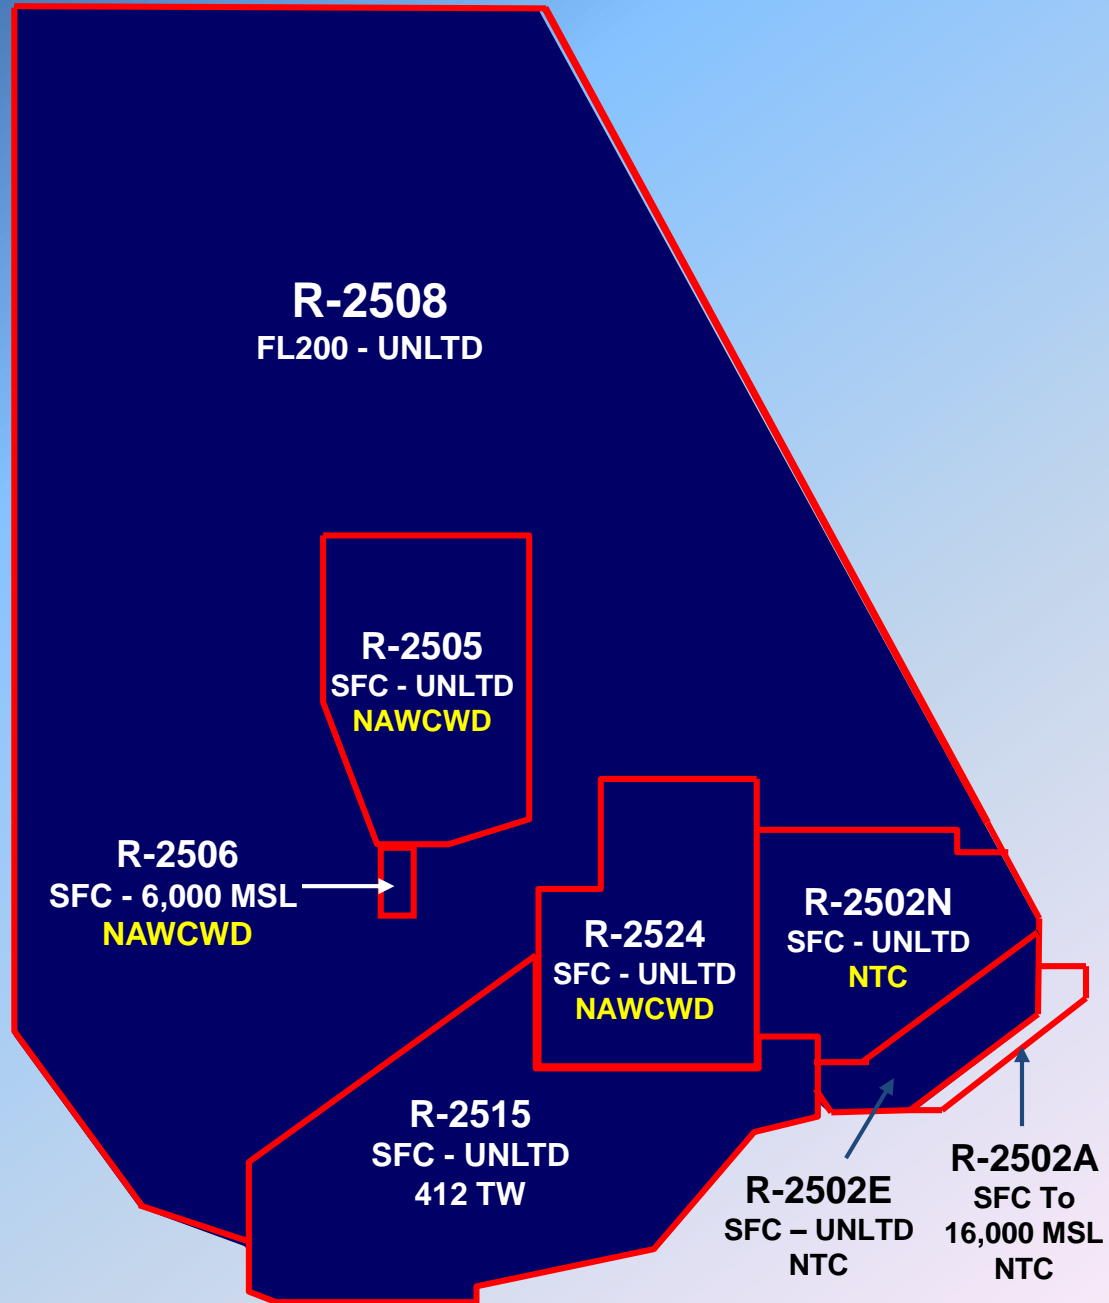 R-2508
FL200 - UNLTD
R-2505
SFC - UNLTD
NAWCWD
R-2506
SFC - 6,000 MSL
NAWCWD
R-2524
SFC - UNLTD
NAWCWD
R-2502N
SFC - UNLTD
NTC
R-2515
SFC - UNLTD
412 TW
R-2502E
SFC – UNLTD
NTC
R-2502A
SFC To
16,000 MSL
NTC